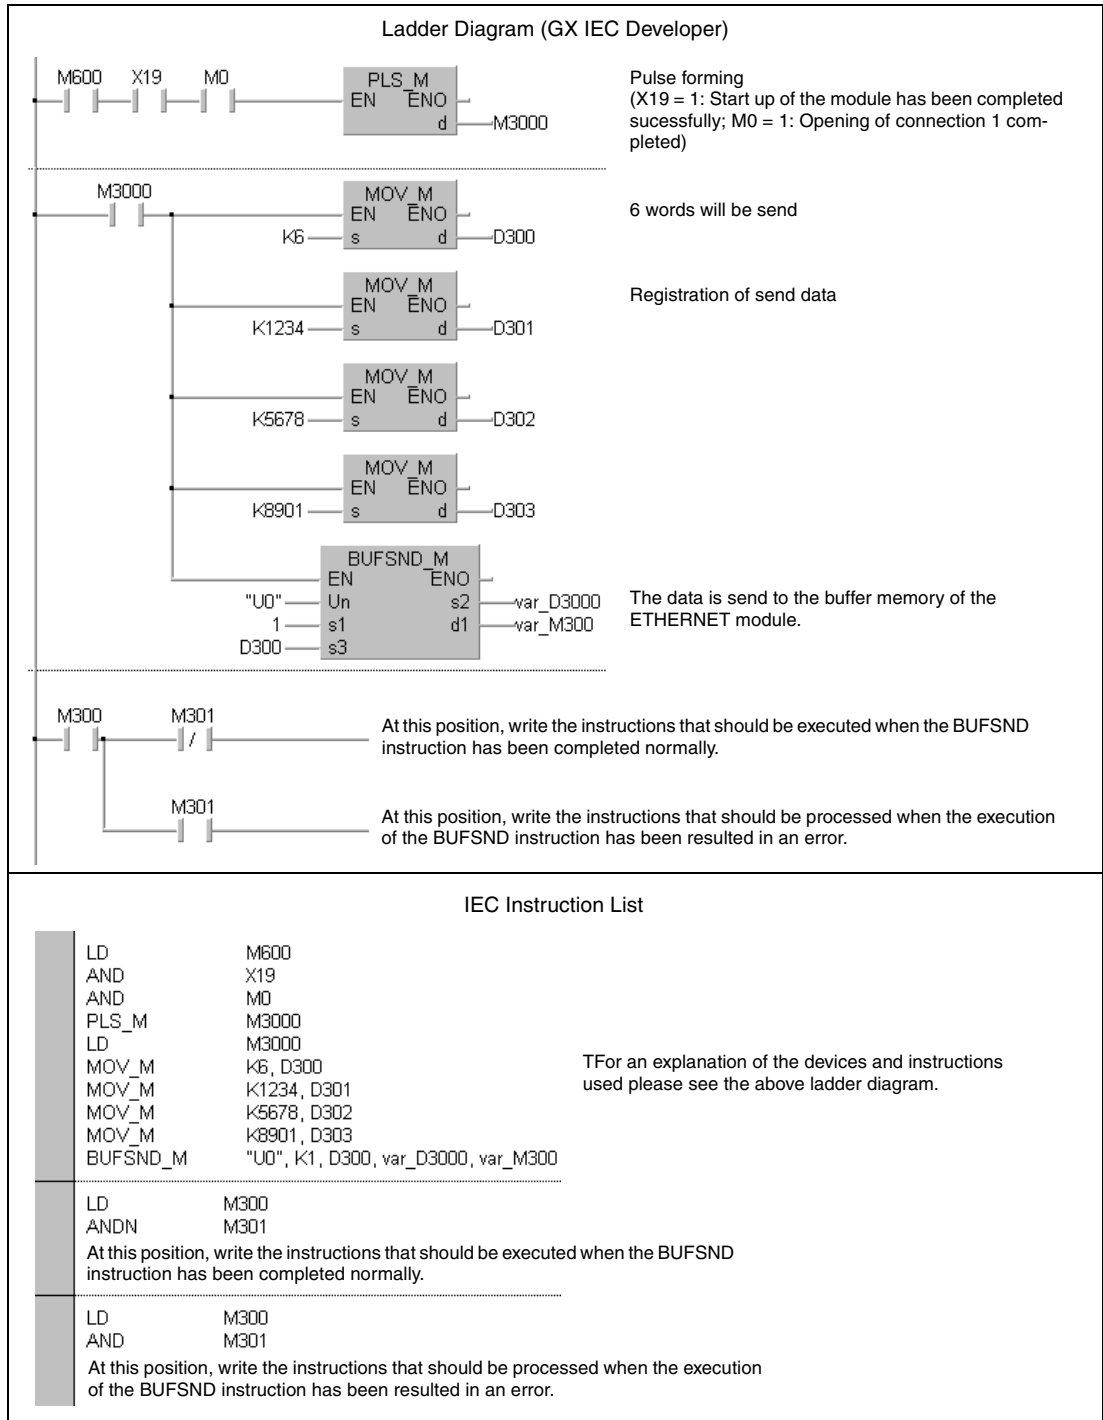 Ladder Diagram (GX IEC Developer)
M600 X19 M0
PLS_M
EN ENO
d M3000
Pulse forming
(X19 = 1: Start up of the module has been completed
sucessfully; M0 = 1: Opening of connection 1 com-
pleted)
M3000
MOV_M
EN ENO
K6 s d D300
6 words will be send
MOV_M
EN ENO
K1234 s d D301
Registration of send data
MOV_M
EN ENO
K5678 s d D302
MOV_M
EN ENO
K8901 s d D303
BUFSND_M
EN ENO
"U0" Un s2 var_D3000
1 s1 d1 var_M300
D300 s3
The data is send to the buffer memory of the
ETHERNET module.
M300 M301
At this position, write the instructions that should be executed when the BUFSND
instruction has been completed normally.
M301
At this position, write the instructions that should be processed when the execution
of the BUFSND instruction has been resulted in an error.
IEC Instruction List
LD M600
AND X19
AND M0
PLS_M M3000
LD M3000
MOV_M K6, D300
MOV_M K1234, D301
MOV_M K5678, D302
MOV_M K8901, D303
BUFSND_M "U0", K1, D300, var_D3000, var_M300
TFor an explanation of the devices and instructions
used please see the above ladder diagram.
LD M300
ANDN M301
At this position, write the instructions that should be executed when the BUFSND
instruction has been completed normally.
LD M300
AND M301
At this position, write the instructions that should be processed when the execution
of the BUFSND instruction has been resulted in an error.